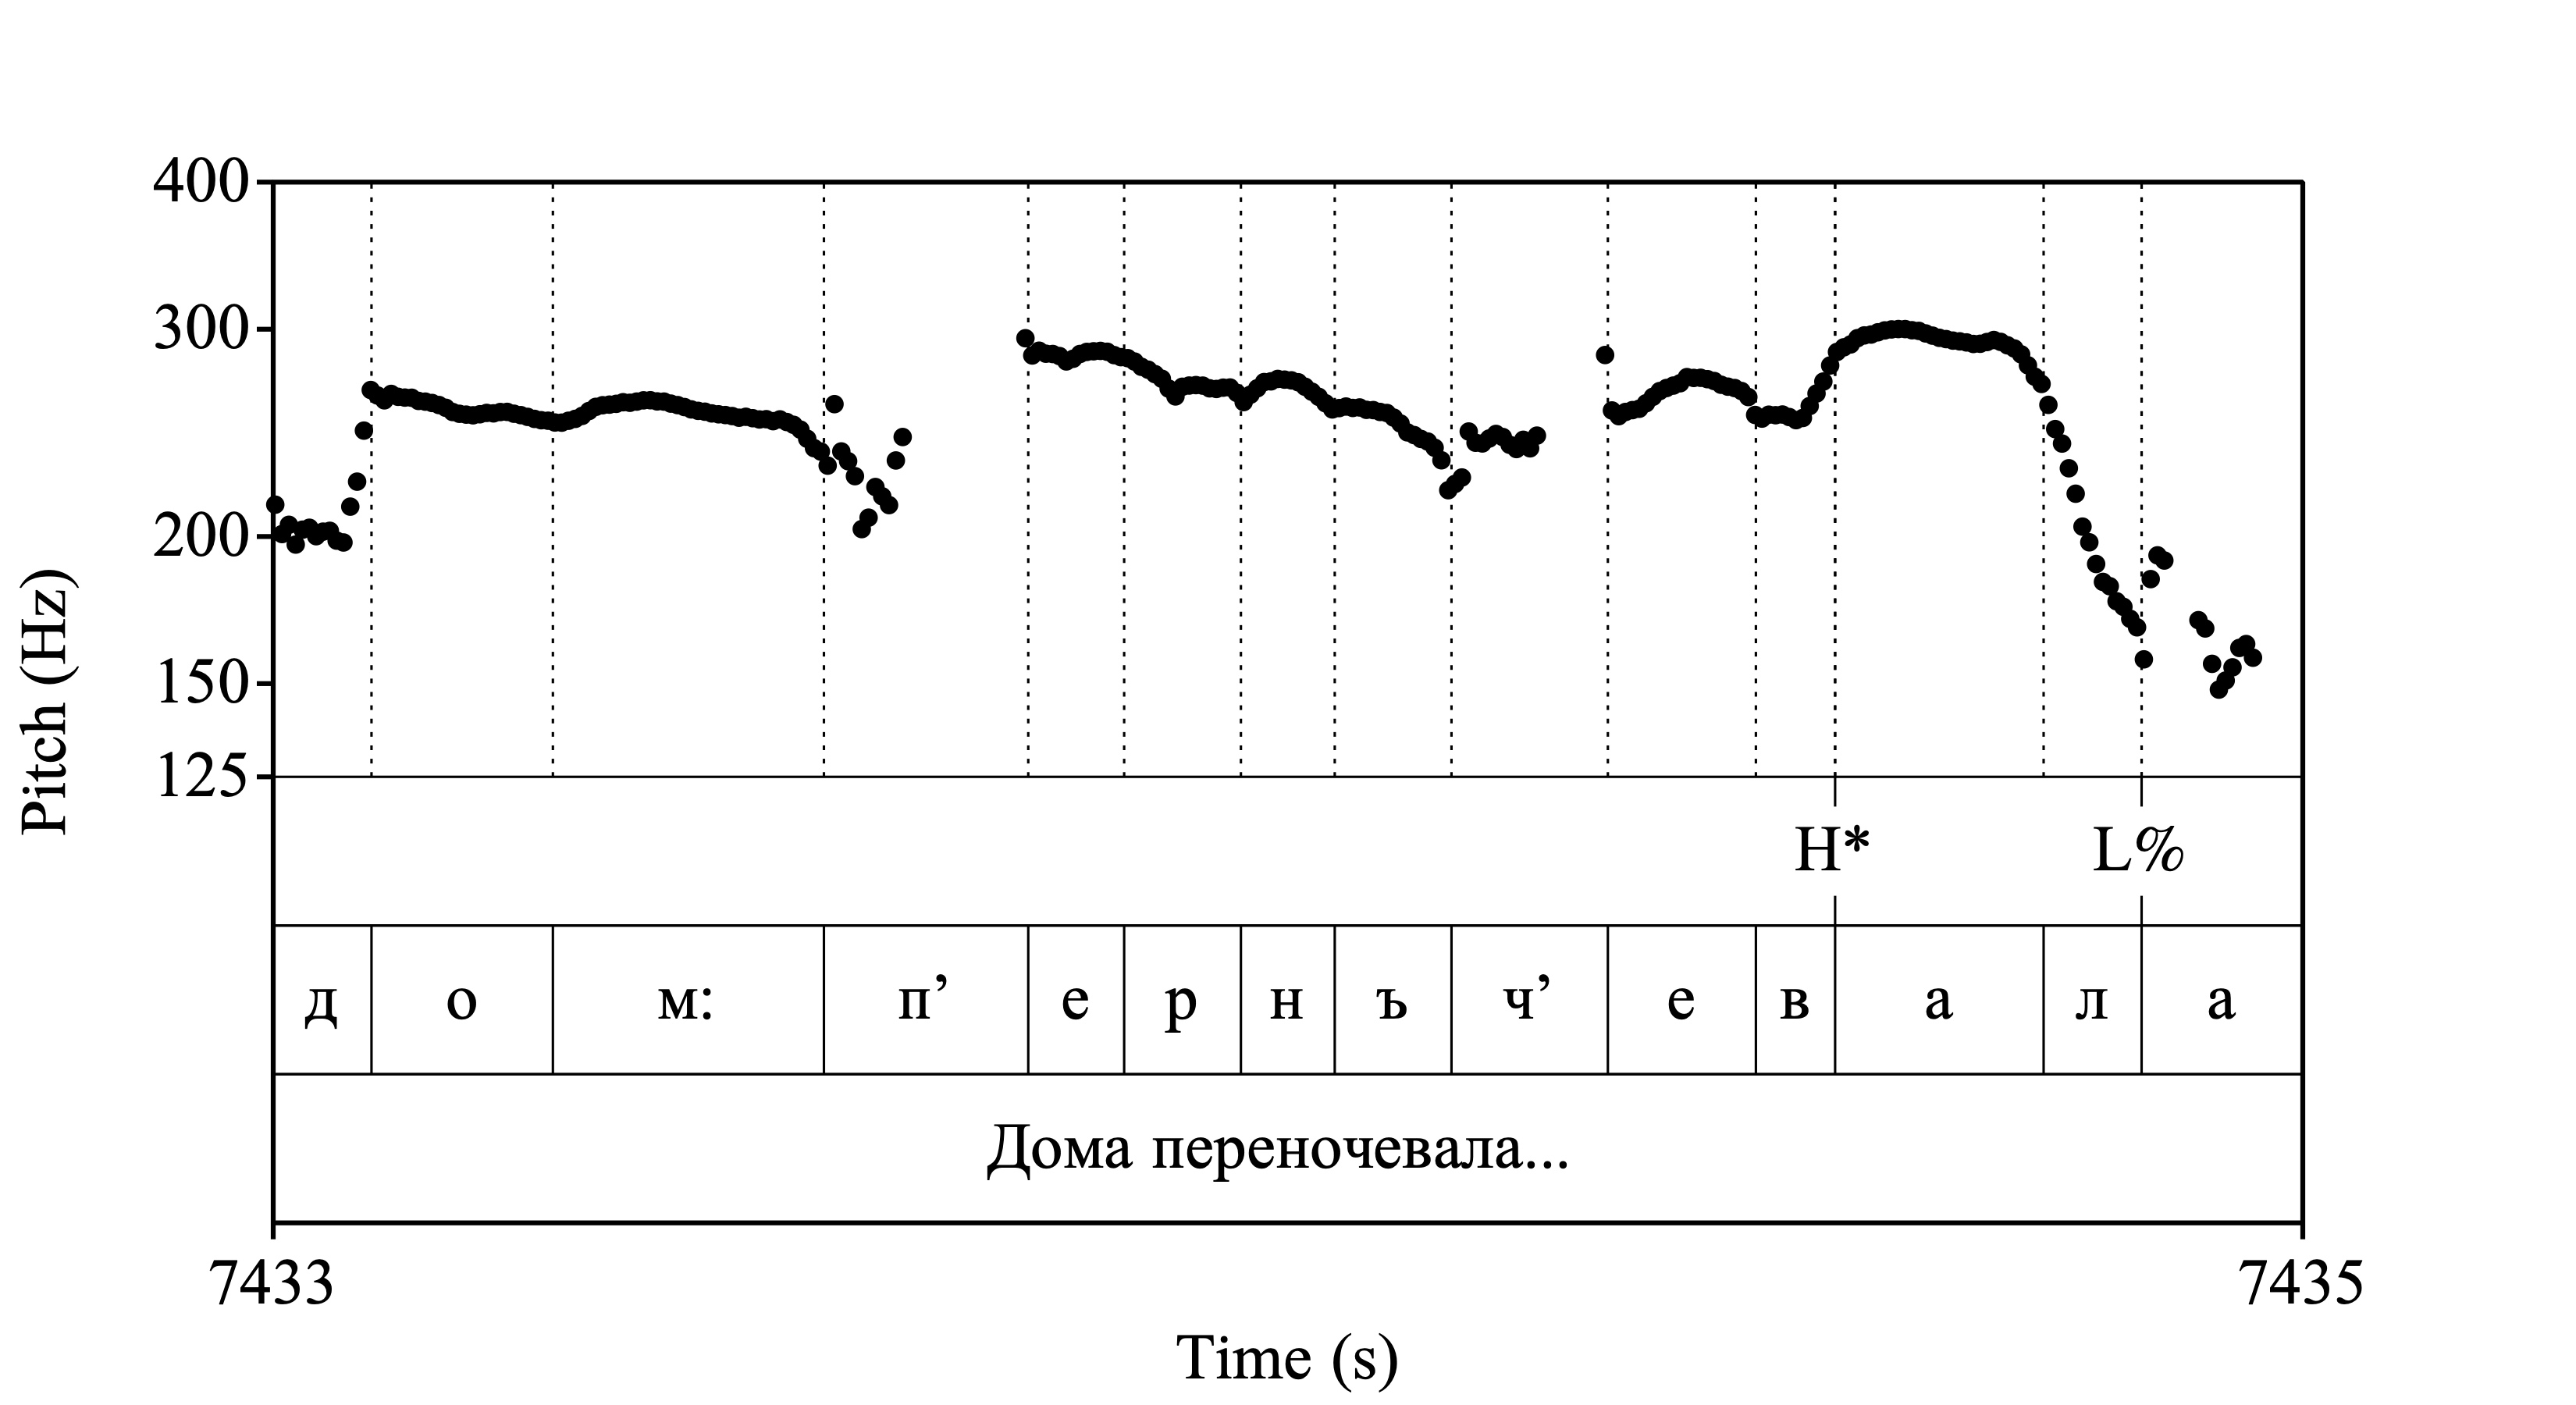 400
300
200
150
125
Pitch (Hz)
H* L%
д о м: п’ е р н ъ ч’ е в а л а
Дома переночевала...
7433 7435
Time (s)